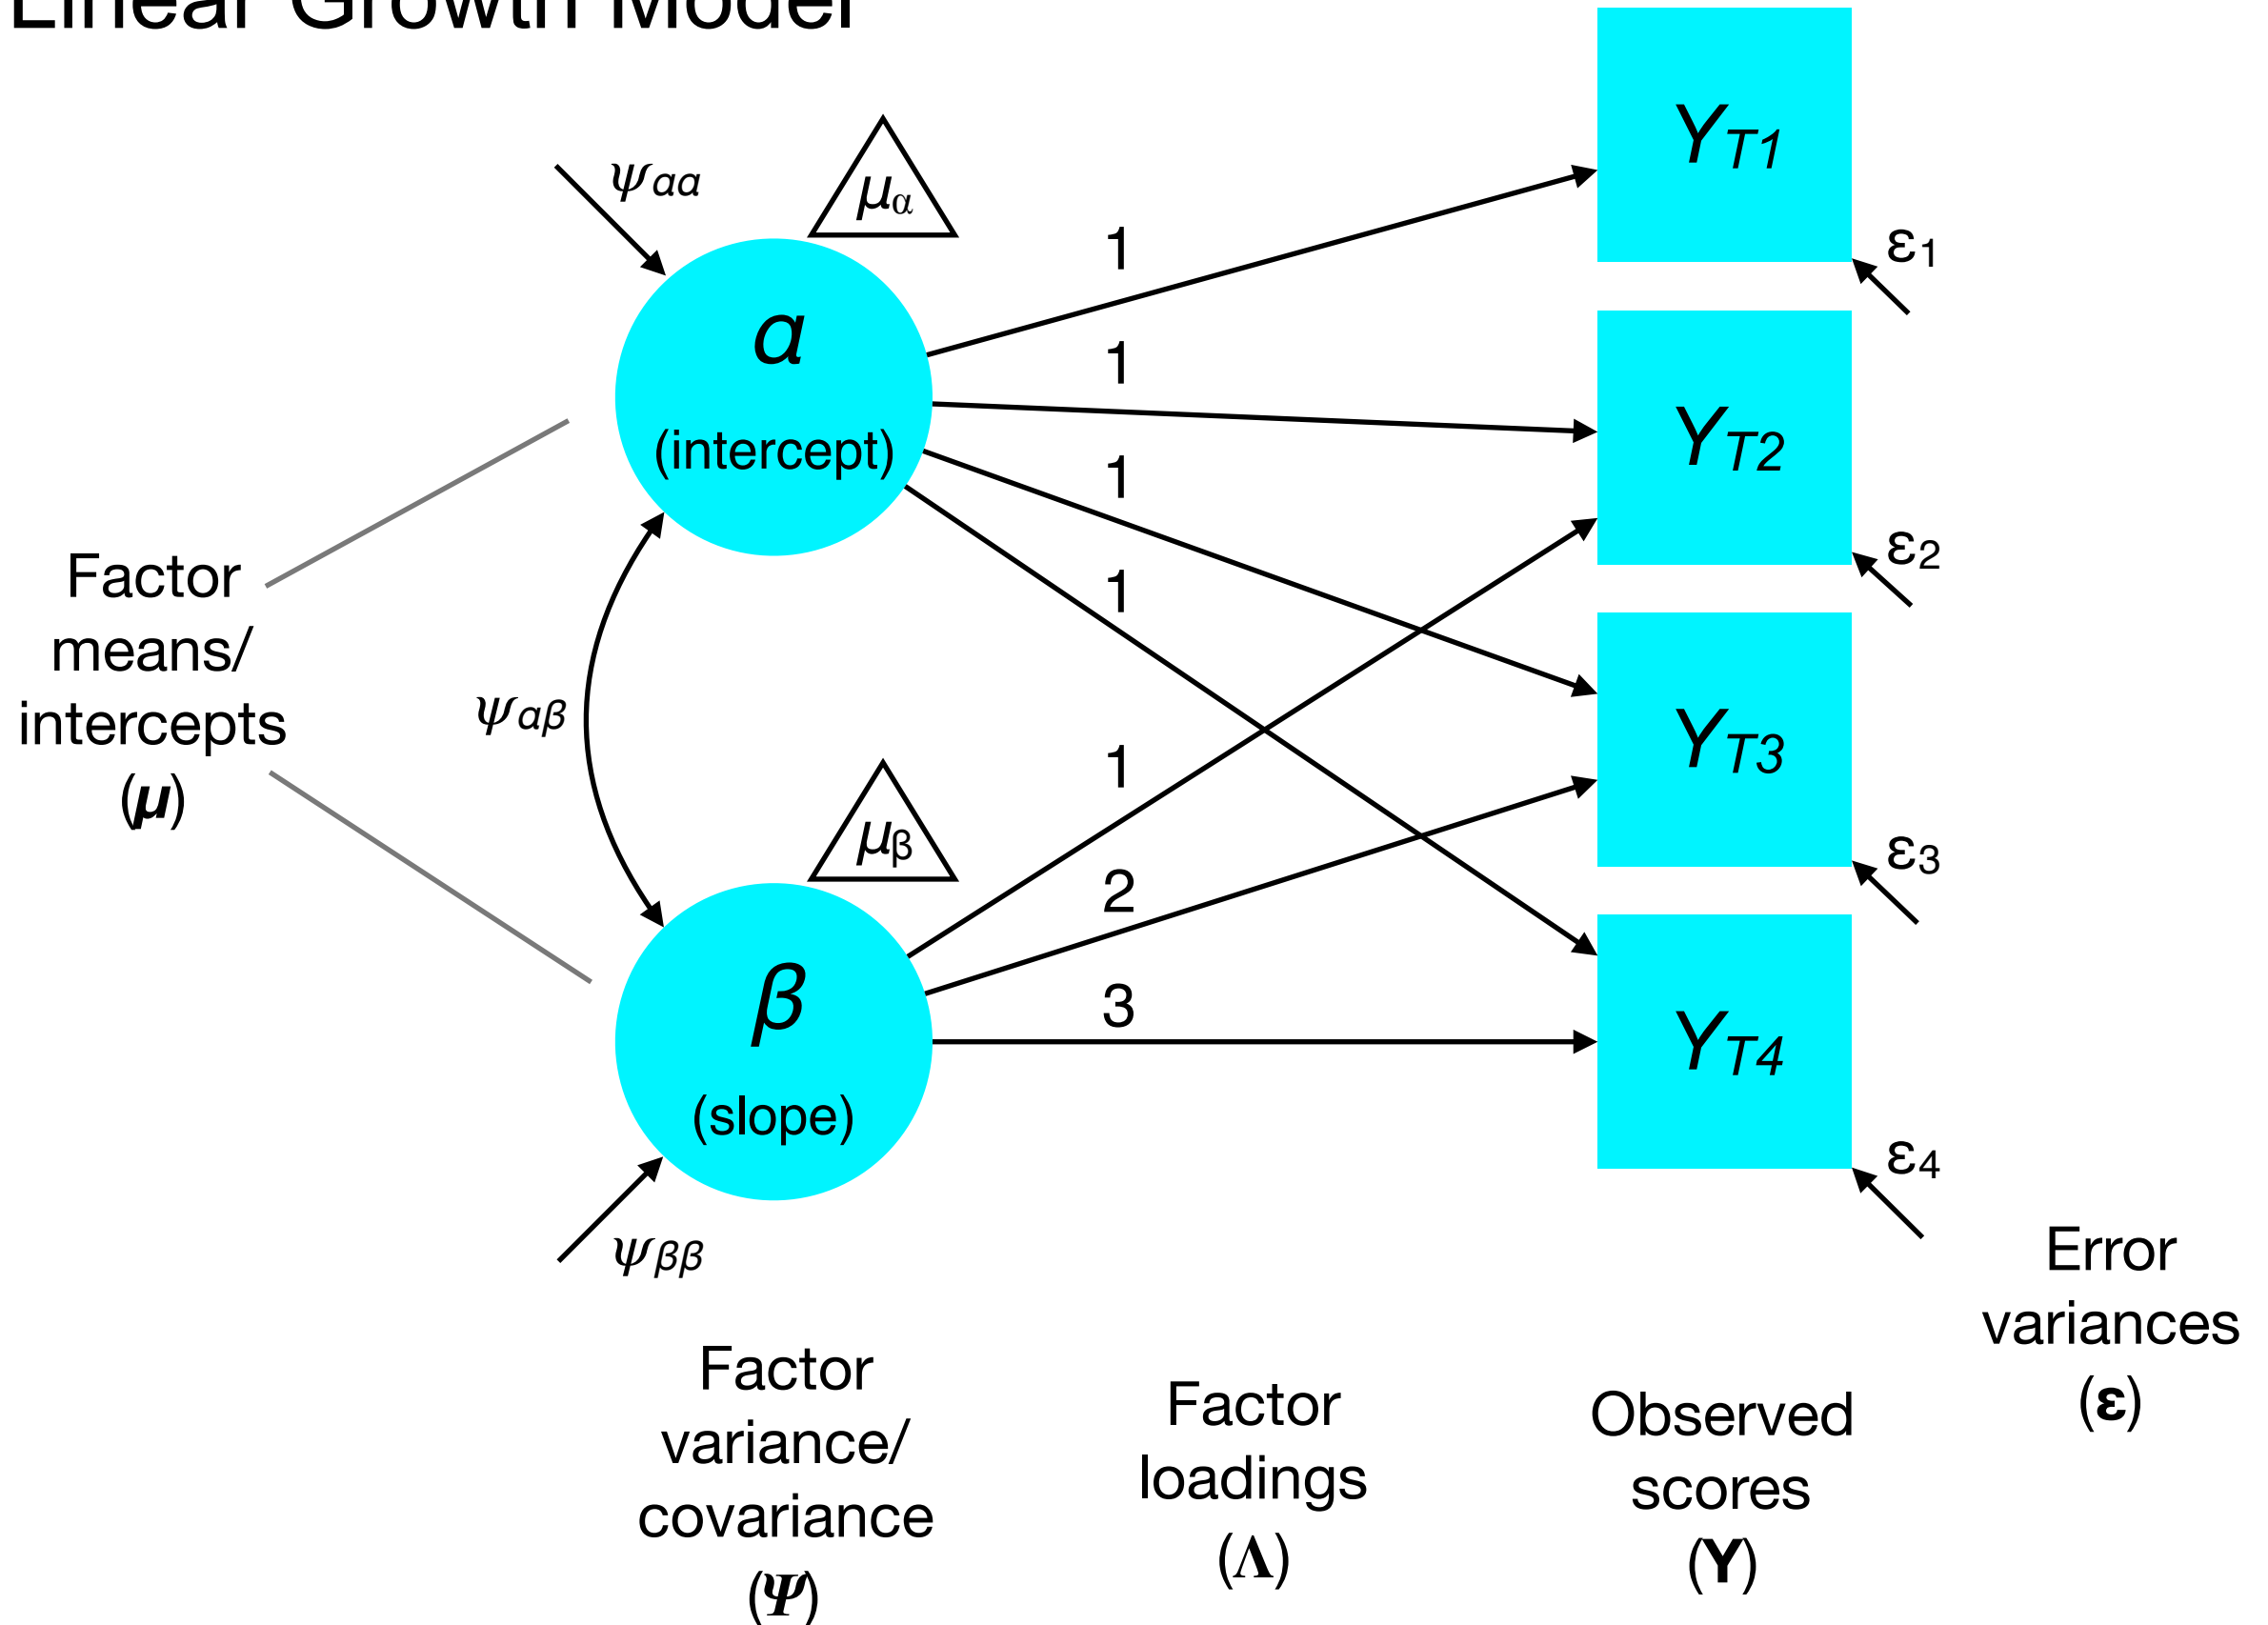 Linear Growth Model
ψαα
μα
YT1
1
ε1
α
(intercept)
1
YT2
1
ε2
1
Factor
means/
intercepts
(μ)
ψαβ
YT3
1
ε3
μβ
2
β
(slope)
3
YT4
ε4
ψββ
Factor
variance/
covariance
(Ψ)
Factor
loadings
(Λ)
Observed
scores
(Y)
Error
variances
(ε)